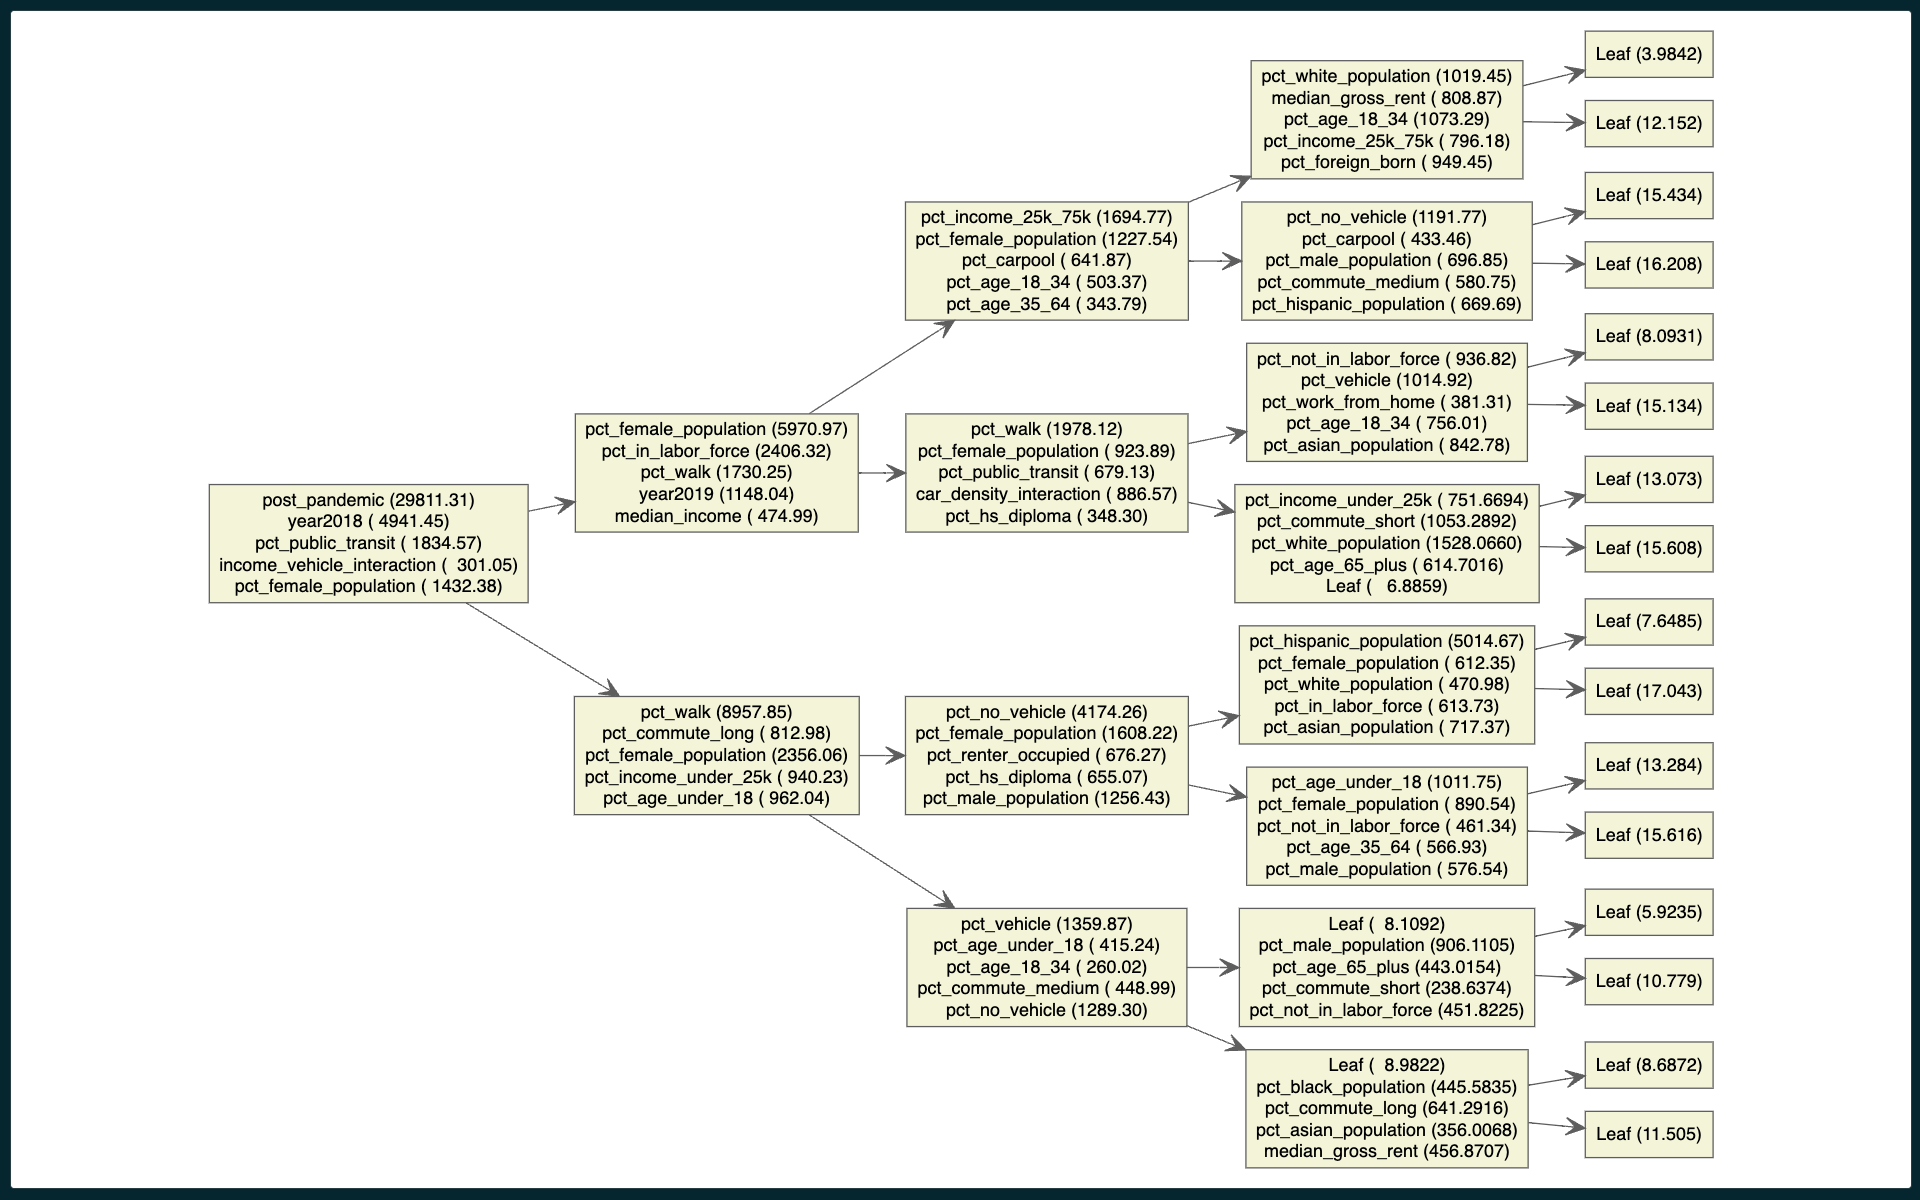 post_pandemic (29811.31)
year2018 ( 4941.45)
pct_public_transit ( 1834.57)
income_vehicle_interaction (  301.05)
pct_female_population ( 1432.38)
pct_female_population (5970.97)
pct_in_labor_force (2406.32)
pct_walk (1730.25)
year2019 (1148.04)
median_income ( 474.99)
pct_walk (8957.85)
pct_commute_long ( 812.98)
pct_female_population (2356.06)
pct_income_under_25k ( 940.23)
pct_age_under_18 ( 962.04)
pct_income_25k_75k (1694.77)
pct_female_population (1227.54)
pct_carpool ( 641.87)
pct_age_18_34 ( 503.37)
pct_age_35_64 ( 343.79)
pct_walk (1978.12)
pct_female_population ( 923.89)
pct_public_transit ( 679.13)
car_density_interaction ( 886.57)
pct_hs_diploma ( 348.30)
pct_no_vehicle (4174.26)
pct_female_population (1608.22)
pct_renter_occupied ( 676.27)
pct_hs_diploma ( 655.07)
pct_male_population (1256.43)
pct_vehicle (1359.87)
pct_age_under_18 ( 415.24)
pct_age_18_34 ( 260.02)
pct_commute_medium ( 448.99)
pct_no_vehicle (1289.30)
pct_white_population (1019.45)
median_gross_rent ( 808.87)
pct_age_18_34 (1073.29)
pct_income_25k_75k ( 796.18)
pct_foreign_born ( 949.45)
pct_no_vehicle (1191.77)
pct_carpool ( 433.46)
pct_male_population ( 696.85)
pct_commute_medium ( 580.75)
pct_hispanic_population ( 669.69)
pct_not_in_labor_force ( 936.82)
pct_vehicle (1014.92)
pct_work_from_home ( 381.31)
pct_age_18_34 ( 756.01)
pct_asian_population ( 842.78)
pct_income_under_25k ( 751.6694)
pct_commute_short (1053.2892)
pct_white_population (1528.0660)
pct_age_65_plus ( 614.7016)
Leaf (   6.8859)
pct_hispanic_population (5014.67)
pct_female_population ( 612.35)
pct_white_population ( 470.98)
pct_in_labor_force ( 613.73)
pct_asian_population ( 717.37)
pct_age_under_18 (1011.75)
pct_female_population ( 890.54)
pct_not_in_labor_force ( 461.34)
pct_age_35_64 ( 566.93)
pct_male_population ( 576.54)
Leaf (  8.1092)
pct_male_population (906.1105)
pct_age_65_plus (443.0154)
pct_commute_short (238.6374)
pct_not_in_labor_force (451.8225)
Leaf (  8.9822)
pct_black_population (445.5835)
pct_commute_long (641.2916)
pct_asian_population (356.0068)
median_gross_rent (456.8707)
Leaf (3.9842)
Leaf (12.152)
Leaf (15.434)
Leaf (16.208)
Leaf (8.0931)
Leaf (15.134)
Leaf (13.073)
Leaf (15.608)
Leaf (7.6485)
Leaf (17.043)
Leaf (13.284)
Leaf (15.616)
Leaf (5.9235)
Leaf (10.779)
Leaf (8.6872)
Leaf (11.505)